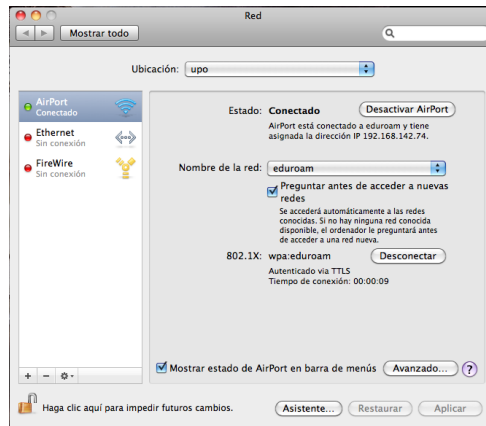 Red
Mostrar todo
Ubicación: upo
AirPort
Conectado
Ethernet
Sin conexión
FireWire
Sin conexión
Estado: Conectado Desactivar AirPort
AirPort está conectado a eduroam y tiene
asignada la dirección IP 192.168.142.74.
Nombre de la red: eduroam
Preguntar antes de acceder a nuevas
redes
Se accederá automáticamente a las redes
conocidas. Si no hay ninguna red conocida
disponible, el ordenador le preguntará antes
de acceder a una red nueva.
802.1X: wpa:eduroam Desconectar
Autenticado vía TTLS
Tiempo de conexión: 00:00:09
Mostrar estado de AirPort en barra de menús Avanzado... ?
+ −
Haga clic aquí para impedir futuros cambios. Asistente... Restaurar Aplicar